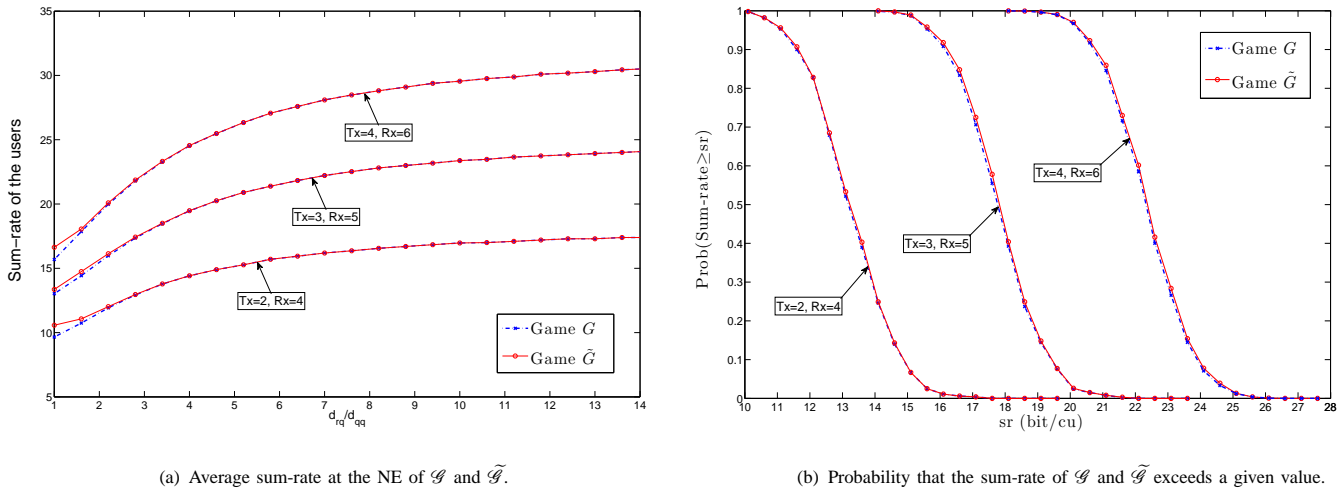 35
30
25
20
15
10
5
Sum-rate of the users
Tx=4, Rx=6
Tx=3, Rx=5
Tx=2, Rx=4
Game G
Game G̃
1 2 3 4 5 6 7 8 9 10 11 12 13 14
d_rq/d_qq
(a) Average sum-rate at the NE of 𝒢 and 𝒢̃.
1
0.9
0.8
0.7
0.6
0.5
0.4
0.3
0.2
0.1
0
Prob(Sum-rate≥sr)
Game G
Game G̃
Tx=4, Rx=6
Tx=3, Rx=5
Tx=2, Rx=4
10 11 12 13 14 15 16 17 18 19 20 21 22 23 24 25 26 27 28
sr (bit/cu)
(b) Probability that the sum-rate of 𝒢 and 𝒢̃ exceeds a given value.